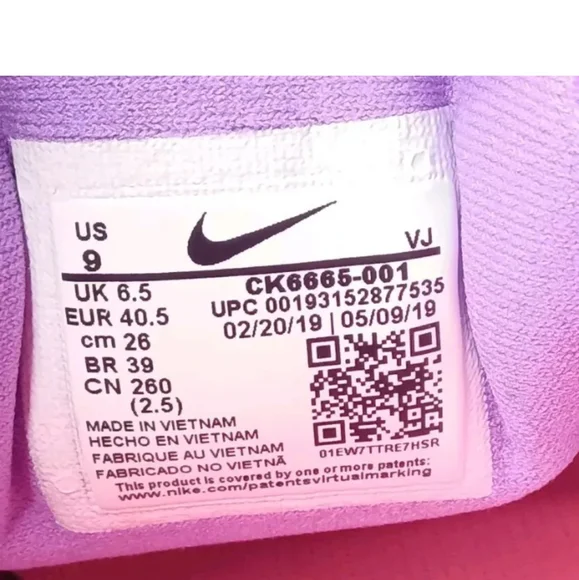 US
9
VJ
UK 6.5
CK6665-001
EUR 40.5
UPC 00193152877535
cm 26
02/20/19 | 05/09/19
BR 39
CN 260
(2.5)
MADE IN VIETNAM
HECHO EN VIETNAM
FABRIQUE AU VIETNAM
FABRICADO NO VIETNÃ
01EW7TTRE7HSR
This product is covered by one or more patents:
www.nike.com/patentsvirtualmarking